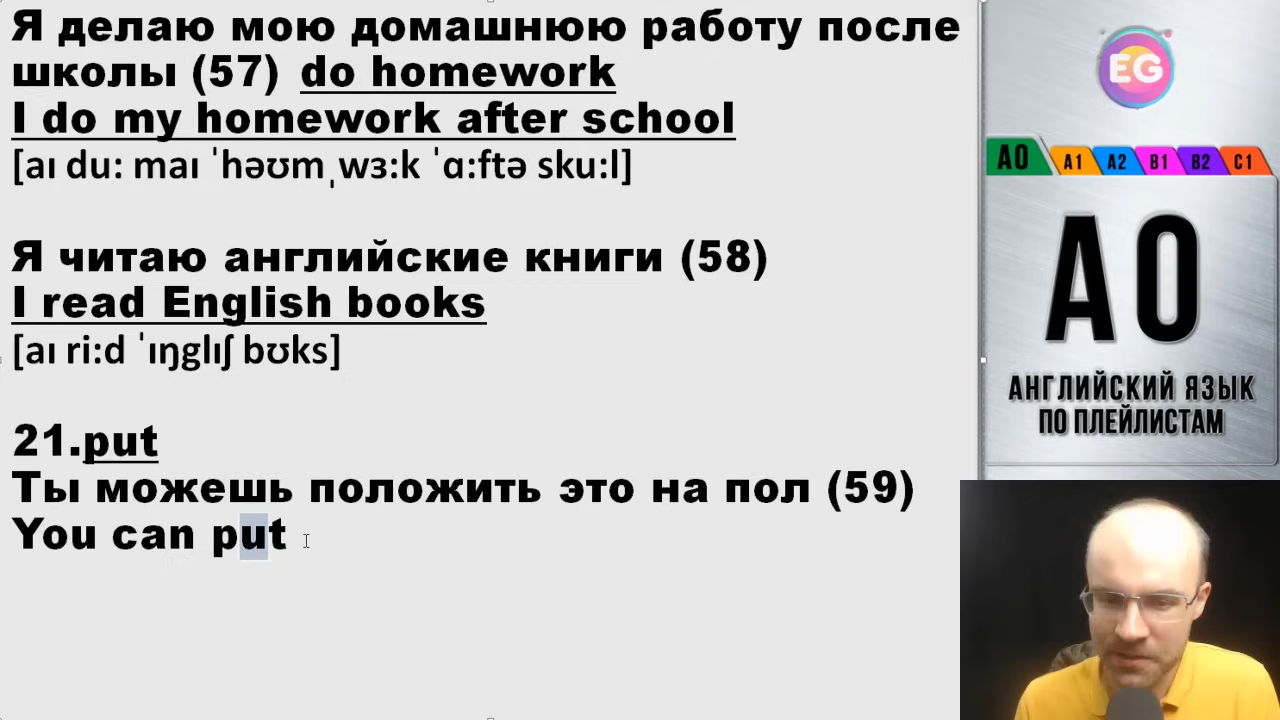 Я делаю мою домашнюю работу после
школы (57) do homework
I do my homework after school
[aɪ du: maɪ ˈhəʊmˌwɜ:k ˈɑ:ftə sku:l]
Я читаю английские книги (58)
I read English books
[aɪ ri:d ˈɪŋglɪʃ bʊks]
21.put
Ты можешь положить это на пол (59)
You can put
EG
A0 A1 A2 B1 B2 C1
A0
АНГЛИЙСКИЙ ЯЗЫК
ПО ПЛЕЙЛИСТАМ